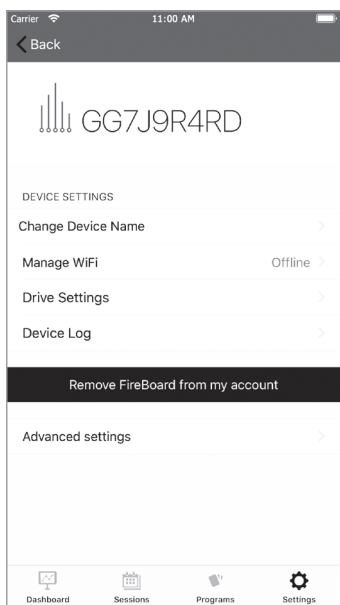 Carrier 11:00 AM
Back
GG7J9R4RD
DEVICE SETTINGS
Change Device Name
Manage WiFi Offline
Drive Settings
Device Log
Remove FireBoard from my account
Advanced settings
Dashboard Sessions Programs Settings